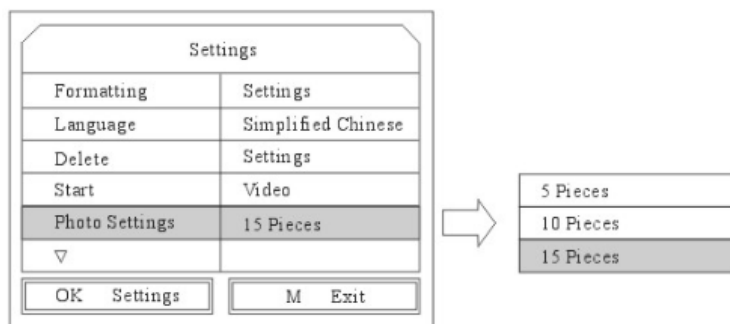 Settings
Formatting Settings
Language Simplified Chinese
Delete Settings
Start Video
Photo Settings 15 Pieces
▽
OK Settings M Exit
5 Pieces
10 Pieces
15 Pieces